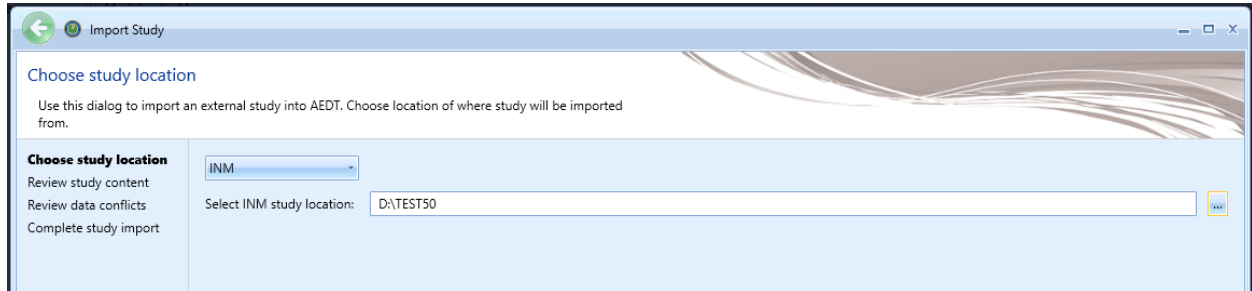 Import Study
Choose study location
Use this dialog to import an external study into AEDT. Choose location of where study will be imported
from.
Choose study location
Review study content
Review data conflicts
Complete study import
INM
Select INM study location: D:\TEST50 ...